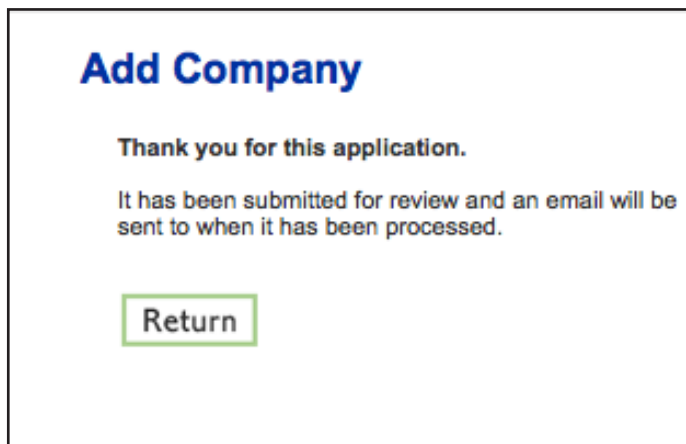 Add Company
Thank you for this application.
It has been submitted for review and an email will be
sent to when it has been processed.
Return